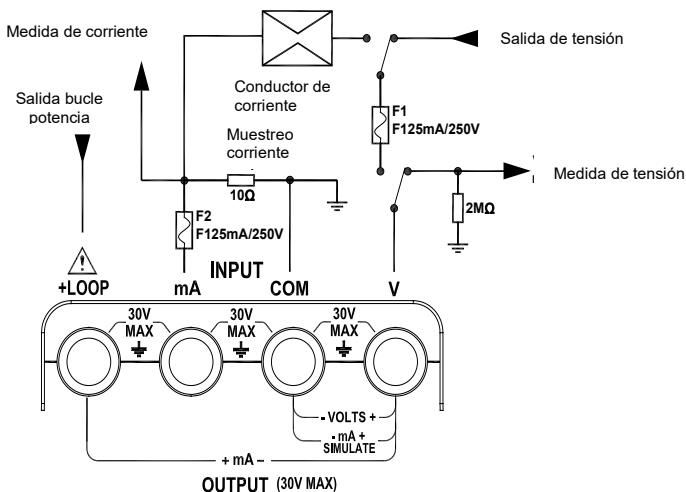 Medida de corriente
Salida de tensión
Salida bucle
potencia
Conductor de
corriente
F1
F125mA/250V
Muestreo
corriente
Medida de tensión
10Ω
2MΩ
F2
F125mA/250V
INPUT
+LOOP
mA
COM
V
30V
MAX
30V
MAX
30V
MAX
- VOLTS +
- mA +
SIMULATE
+ mA –
OUTPUT (30V MAX)